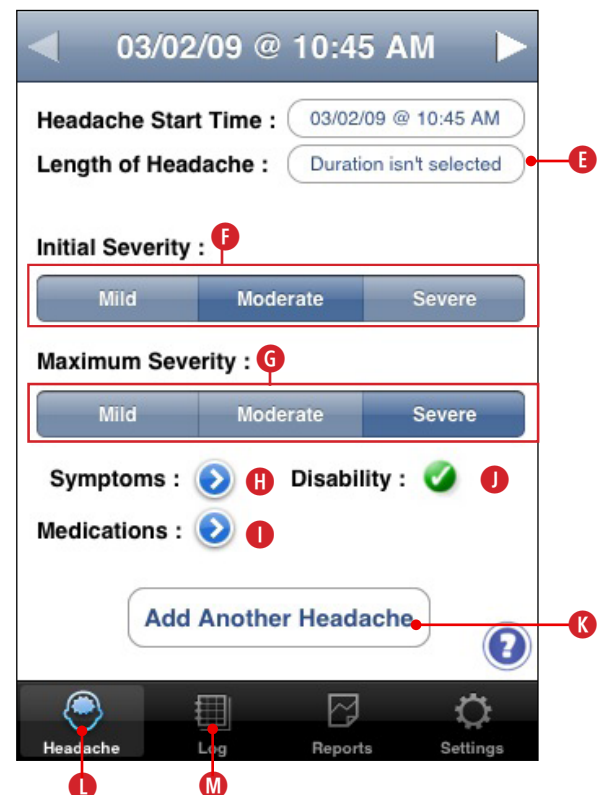 03/02/09 @ 10:45 AM
Headache Start Time : 03/02/09 @ 10:45 AM
Length of Headache : Duration isn't selected E
Initial Severity : F
Mild Moderate Severe
Maximum Severity : G
Mild Moderate Severe
Symptoms : H Disability : J
Medications : I
Add Another Headache K
?
Headache Log Reports Settings
L M